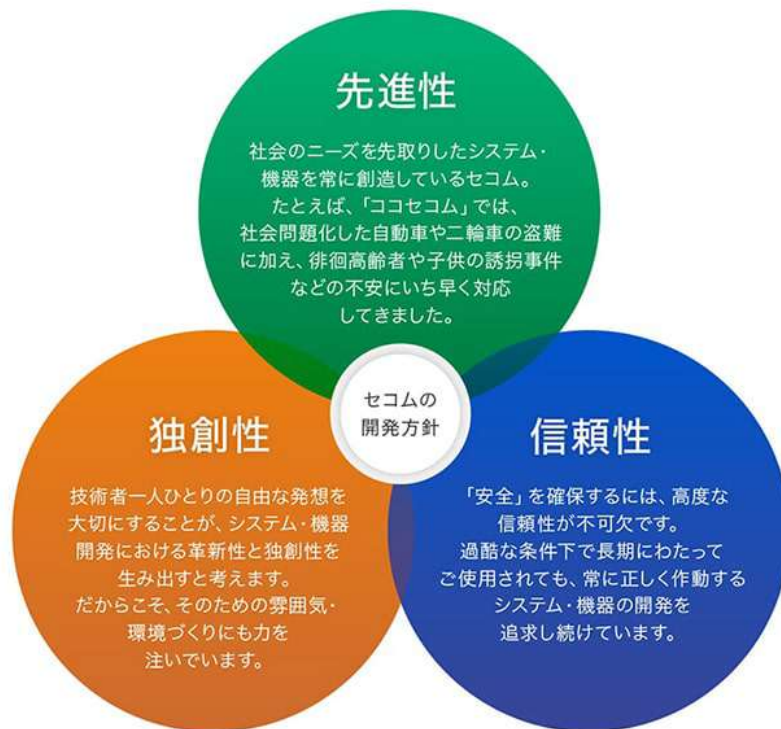 先進性
社会のニーズを先取りしたシステム・
機器を常に創造しているセコム。
たとえば、「ココセコム」では、
社会問題化した自動車や二輪車の盗難
に加え、徘徊高齢者や子供の誘拐事件
などの不安にいち早く対応
してきました。
セコムの
開発方針
独創性
技術者一人ひとりの自由な発想を
大切にすることが、システム・機器
開発における革新性と独創性を
生み出すと考えます。
だからこそ、そのための雰囲気・
環境づくりにも力を
注いでいます。
信頼性
「安全」を確保するには、高度な
信頼性が不可欠です。
過酷な条件下で長期にわたって
ご使用されても、常に正しく作動する
システム・機器の開発を
追求し続けています。